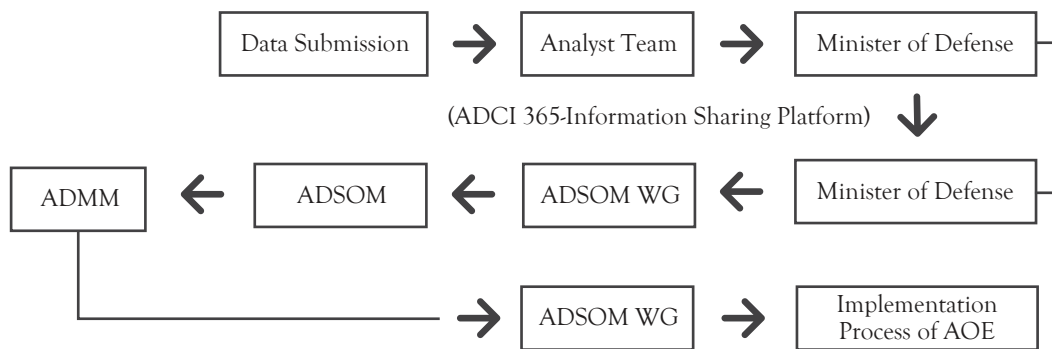 Data Submission
Analyst Team
Minister of Defense
(ADCI 365-Information Sharing Platform)
ADMM
ADSOM
ADSOM WG
Minister of Defense
ADSOM WG
Implementation
Process of AOE